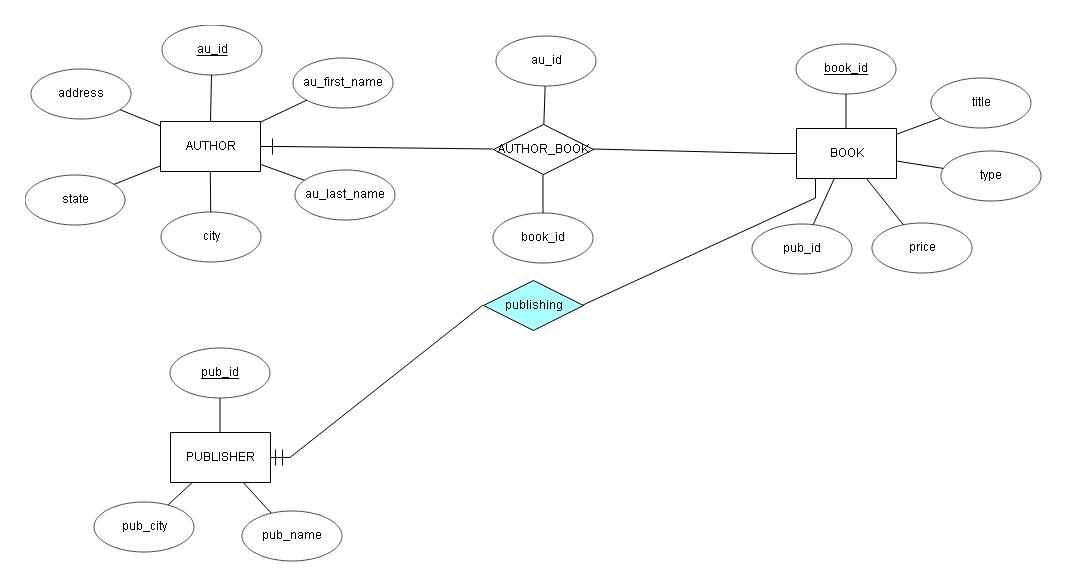 au_id
au_first_name
address
AUTHOR
state
au_last_name
city
au_id
AUTHOR_BOOK
book_id
book_id
title
BOOK
type
pub_id
price
publishing
pub_id
PUBLISHER
pub_city
pub_name